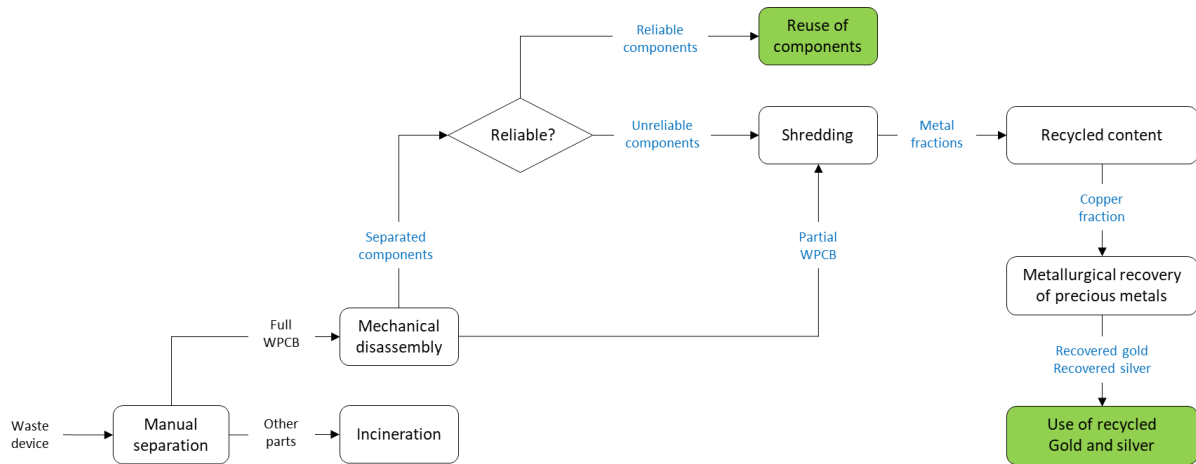 Reliable
components
Reuse of
components
Reliable?
Unreliable
components
Shredding
Metal
fractions
Recycled content
Separated
components
Partial
WPCB
Copper
fraction
Metallurgical recovery
of precious metals
Full
WPCB
Mechanical
disassembly
Recovered gold
Recovered silver
Waste
device
Manual
separation
Other
parts
Incineration
Use of recycled
Gold and silver